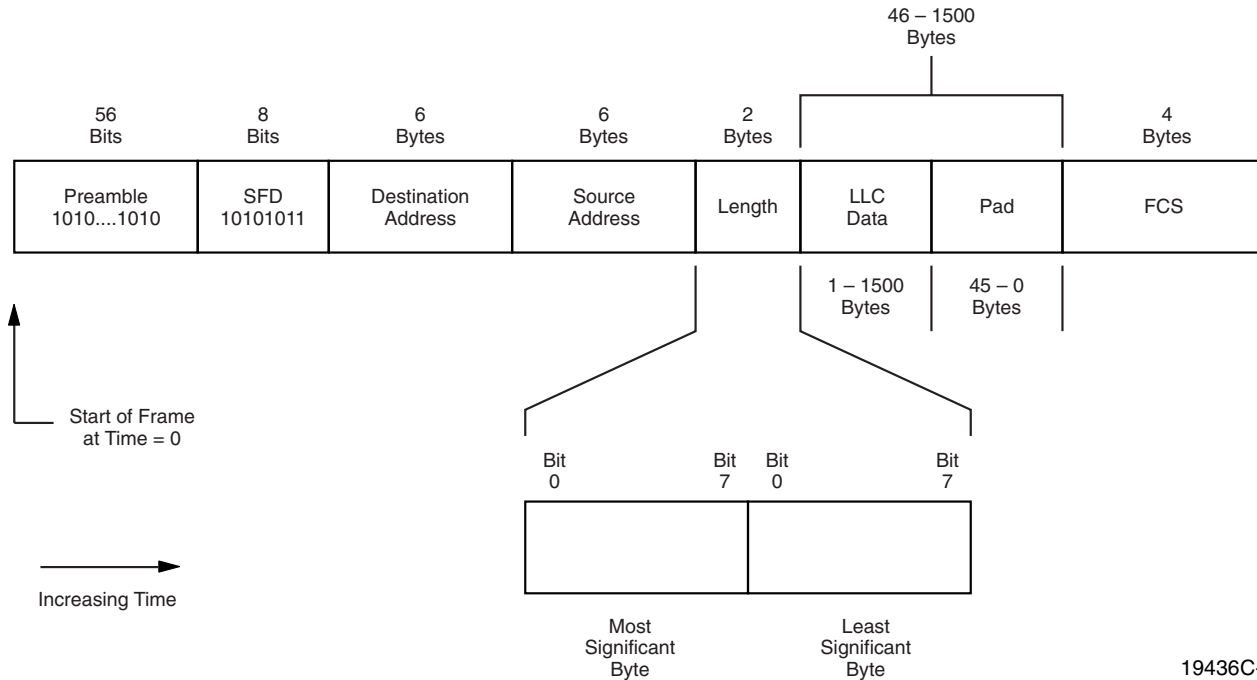 46 – 1500
Bytes
56
Bits
8
Bits
6
Bytes
6
Bytes
2
Bytes
4
Bytes
Preamble
1010....1010
SFD
10101011
Destination
Address
Source
Address
Length
LLC
Data
Pad
FCS
1 – 1500
Bytes
45 – 0
Bytes
Start of Frame
at Time = 0
Bit
0
Bit
7
Bit
0
Bit
7
Increasing Time
Most
Significant
Byte
Least
Significant
Byte
19436C-